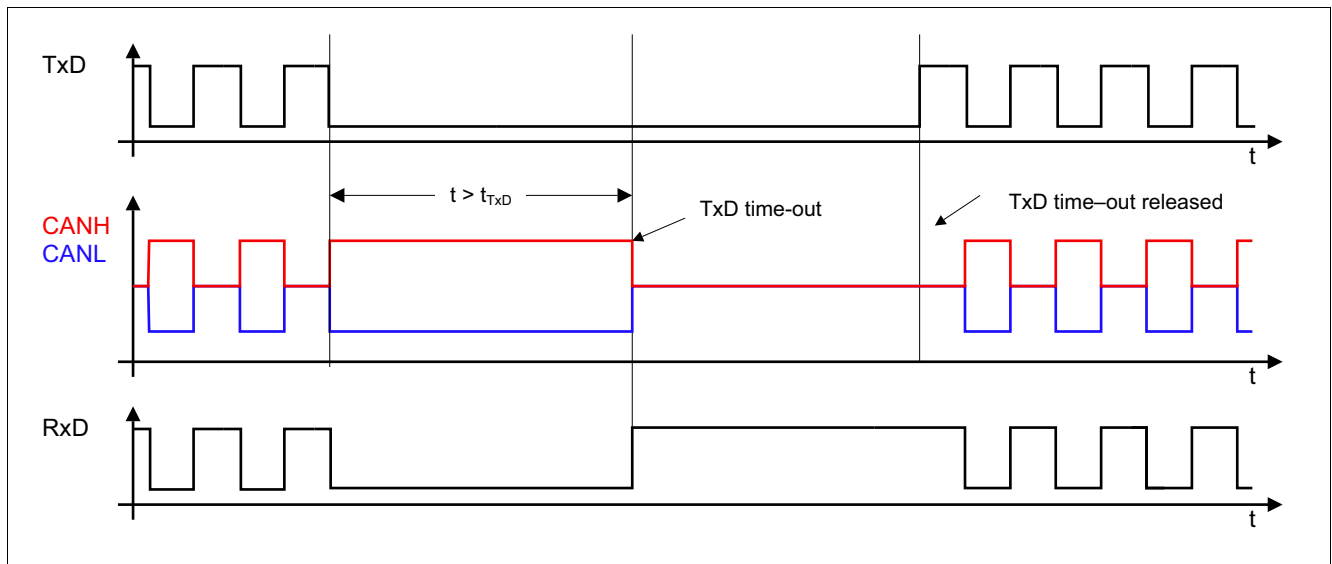 TxD
t
t > tTxD
TxD time-out
TxD time–out released
CANH
CANL
t
RxD
t